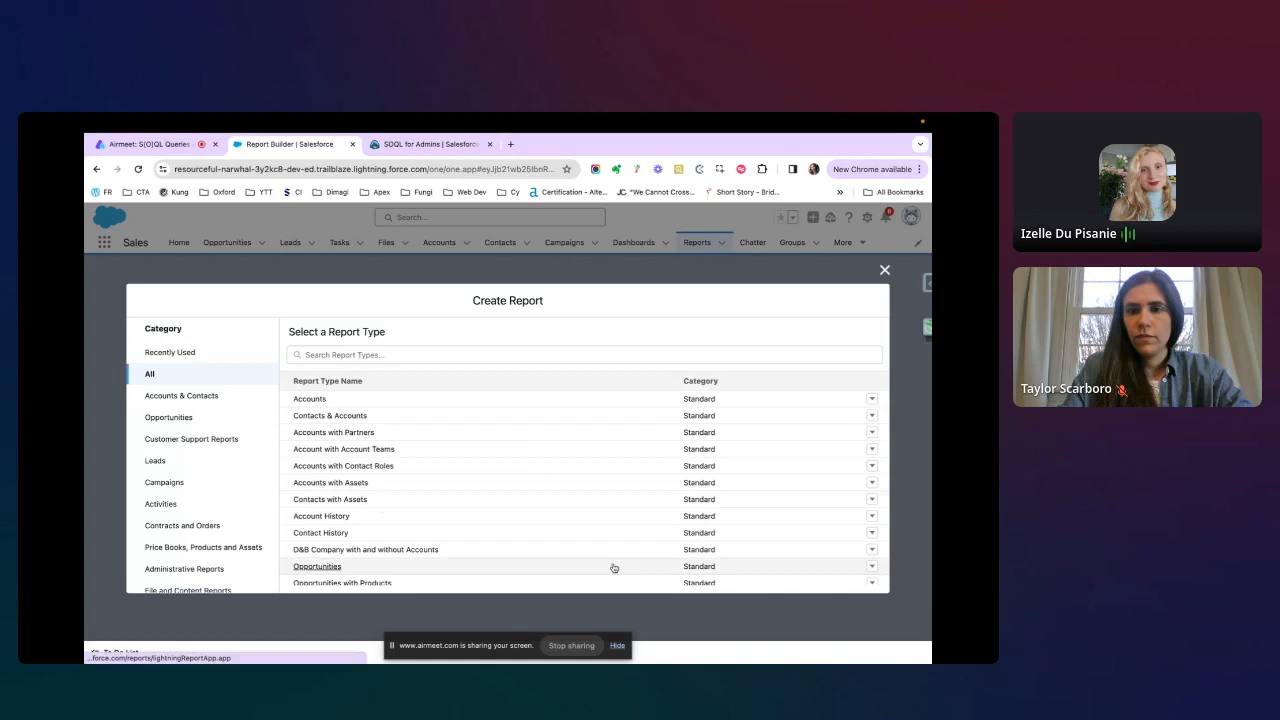 Airmeet: S(O)QL Queries
Report Builder | Salesforce
SOQL for Admins | Salesforce
resourceful-narwhal-3y2kc8-dev-ed.trailblaze.lightning.force.com/one/one.app#eyJjb21wb25lbnR...
New Chrome available
FR
CTA
Kung
Oxford
YTT
CI
Dimagi
Apex
Fungi
Web Dev
Cy
Certification - Alte...
"We Cannot Cross...
Short Story - Brid...
All Bookmarks
Search...
Sales
Home
Opportunities
Leads
Tasks
Files
Accounts
Contacts
Campaigns
Dashboards
Reports
Chatter
Groups
More
Create Report
Category
Recently Used
All
Accounts & Contacts
Opportunities
Customer Support Reports
Leads
Campaigns
Activities
Contracts and Orders
Price Books, Products and Assets
Administrative Reports
File and Content Reports
Select a Report Type
Search Report Types...
Report Type Name Category
Accounts Standard
Contacts & Accounts Standard
Accounts with Partners Standard
Account with Account Teams Standard
Accounts with Contact Roles Standard
Accounts with Assets Standard
Contacts with Assets Standard
Account History Standard
Contact History Standard
D&B Company with and without Accounts Standard
Opportunities Standard
Opportunities with Products Standard
To Do List
www.airmeet.com is sharing your screen.
Stop sharing
Hide
...force.com/reports/lightningReportApp.app
Izelle Du Pisanie
Taylor Scarboro